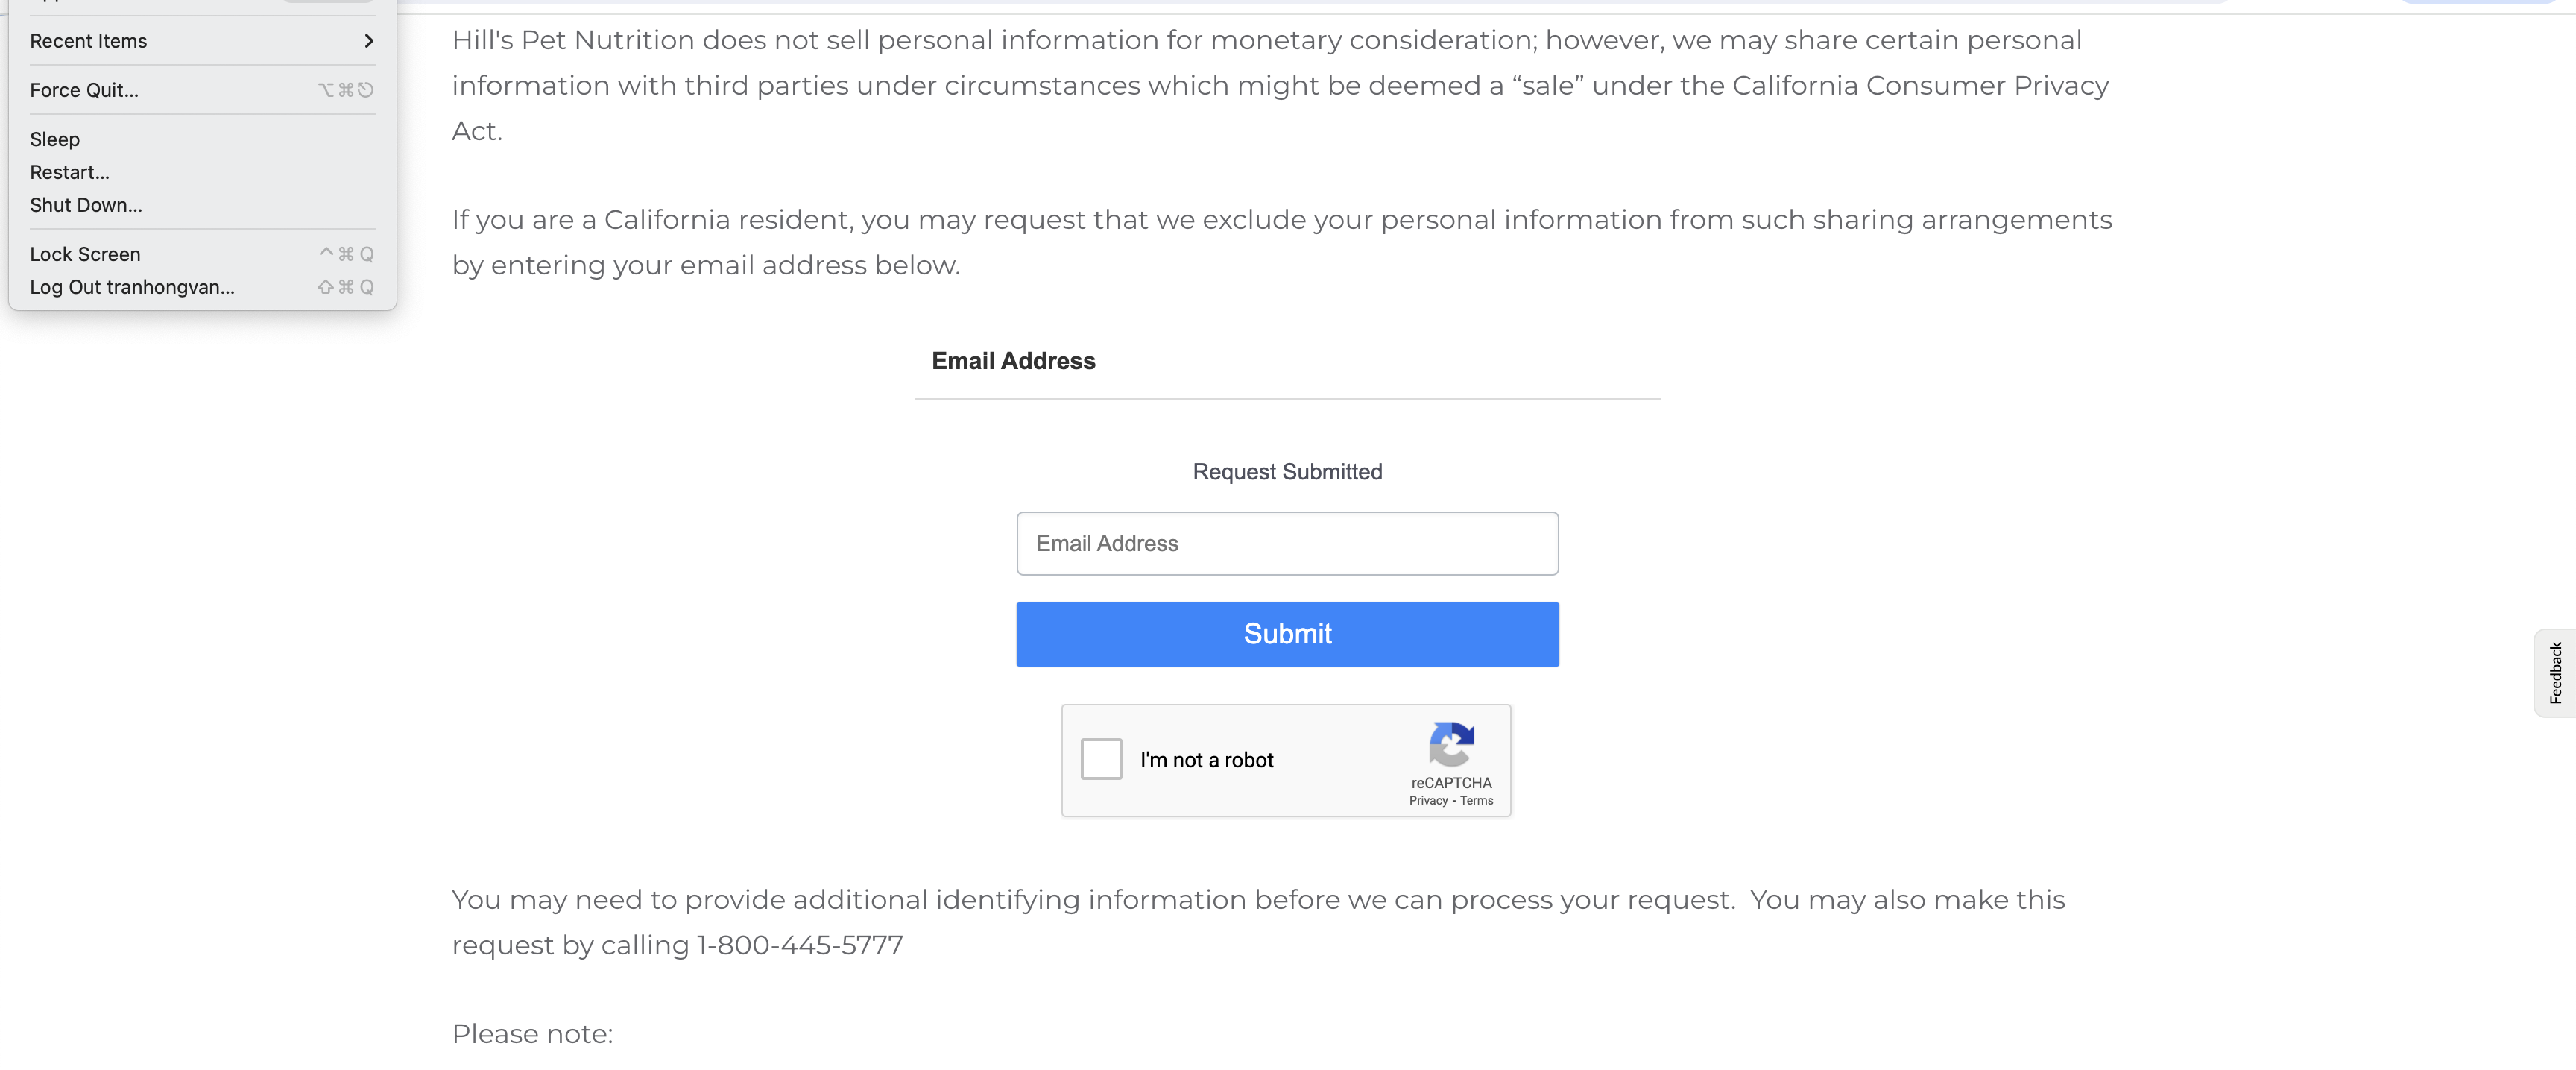 Recent Items
Force Quit... ⌥⌘⎋
Sleep
Restart...
Shut Down...
Lock Screen ^⌘Q
Log Out tranhongvan... ⇧⌘Q
Hill's Pet Nutrition does not sell personal information for monetary consideration; however, we may share certain personal
information with third parties under circumstances which might be deemed a “sale” under the California Consumer Privacy
Act.
If you are a California resident, you may request that we exclude your personal information from such sharing arrangements
by entering your email address below.
Email Address
Request Submitted
Email Address
Submit
I'm not a robot
reCAPTCHA
Privacy - Terms
Feedback
You may need to provide additional identifying information before we can process your request.  You may also make this
request by calling 1-800-445-5777
Please note: